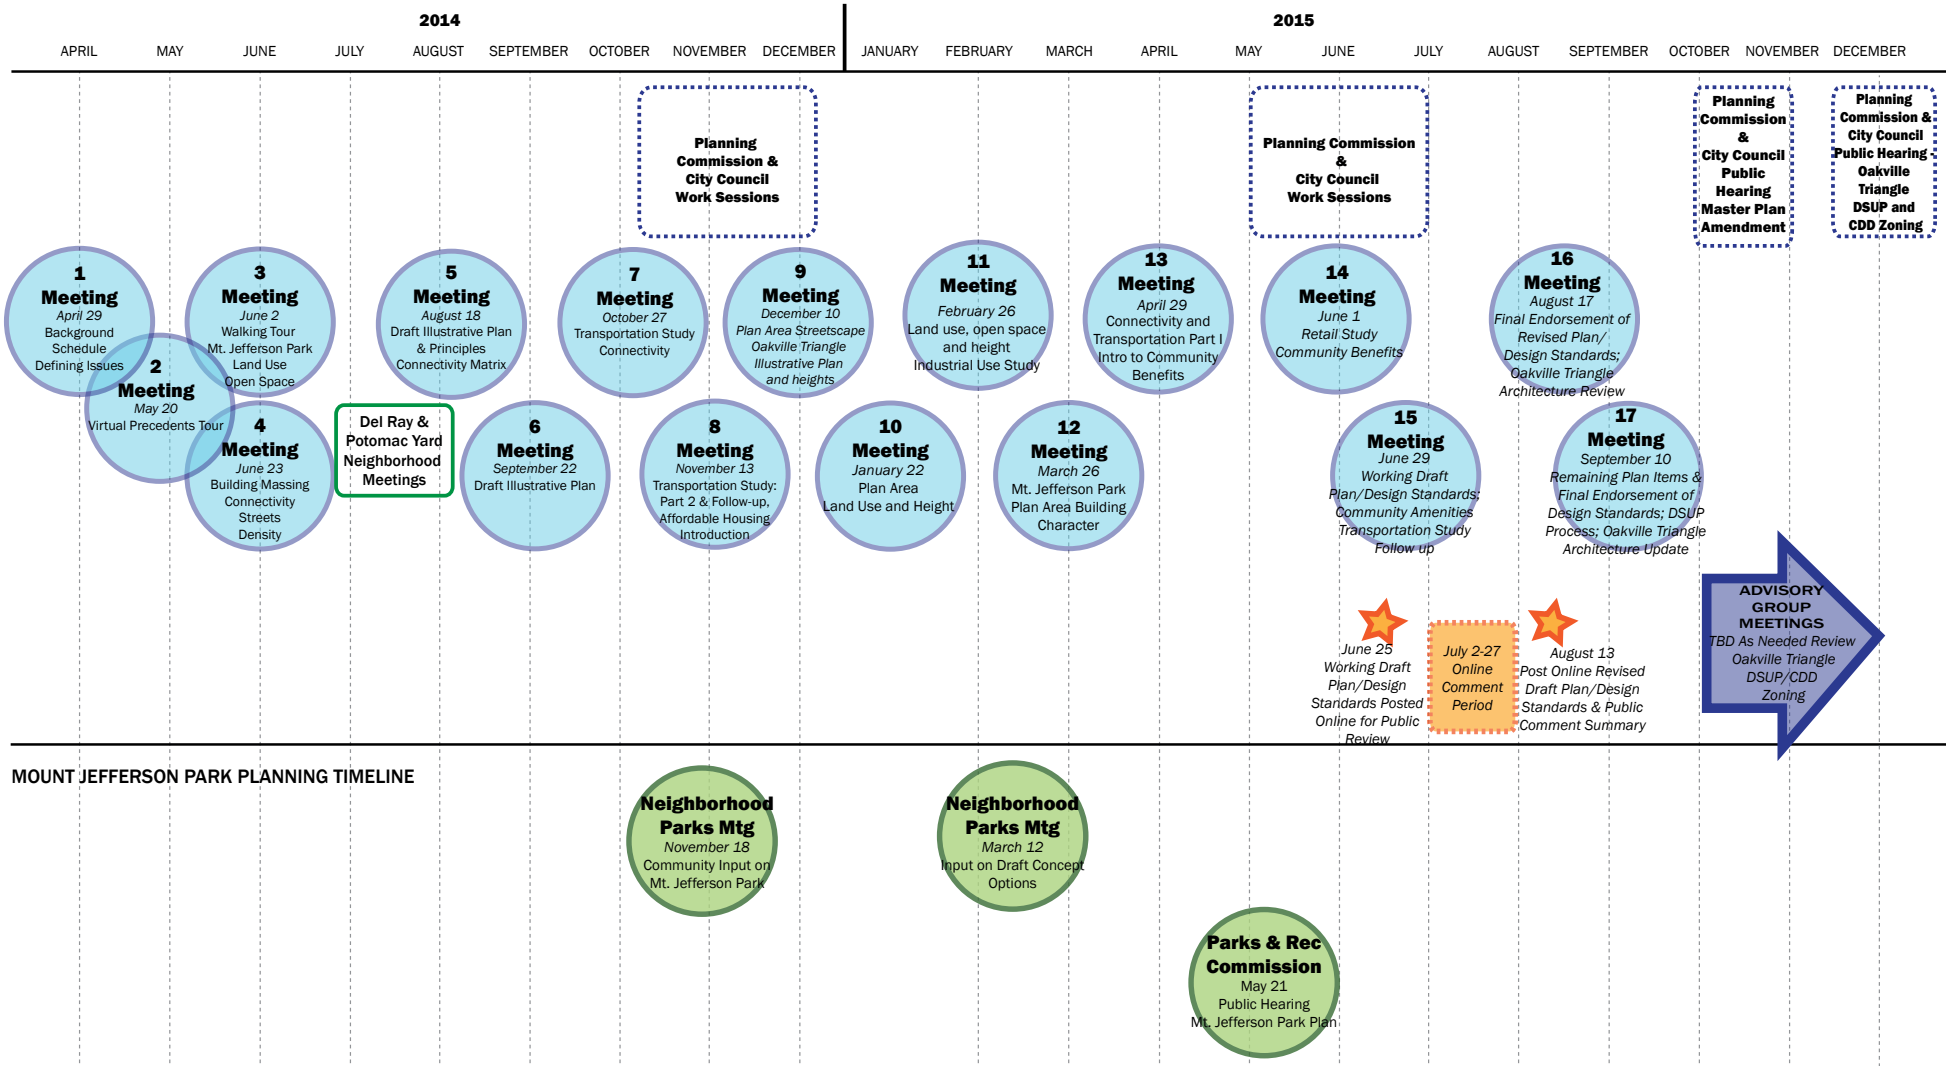 2014
2015
APRIL MAY JUNE JULY AUGUST SEPTEMBER OCTOBER NOVEMBER DECEMBER JANUARY FEBRUARY MARCH APRIL MAY JUNE JULY AUGUST SEPTEMBER OCTOBER NOVEMBER DECEMBER
Planning
Commission &
City Council
Work Sessions
Planning Commission
&
City Council
Work Sessions
Planning
Commission
&
City Council
Public
Hearing
Master Plan
Amendment
Planning
Commission &
City Council
Public Hearing -
Oakville
Triangle
DSUP and
CDD Zoning
1
Meeting
April 29
Background
Schedule
Defining Issues
2
Meeting
May 20
Virtual Precedents Tour
3
Meeting
June 2
Walking Tour
Mt. Jefferson Park
Land Use
Open Space
4
Meeting
June 23
Building Massing
Connectivity
Streets
Density
Del Ray &
Potomac Yard
Neighborhood
Meetings
5
Meeting
August 18
Draft Illustrative Plan
& Principles
Connectivity Matrix
6
Meeting
September 22
Draft Illustrative Plan
7
Meeting
October 27
Transportation Study
Connectivity
8
Meeting
November 13
Transportation Study:
Part 2 & Follow-up,
Affordable Housing
Introduction
9
Meeting
December 10
Plan Area Streetscape
Oakville Triangle
Illustrative Plan
and heights
10
Meeting
January 22
Plan Area
Land Use and Height
11
Meeting
February 26
Land use, open space
and height
Industrial Use Study
12
Meeting
March 26
Mt. Jefferson Park
Plan Area Building
Character
13
Meeting
April 29
Connectivity and
Transportation Part I
Intro to Community
Benefits
14
Meeting
June 1
Retail Study
Community Benefits
15
Meeting
June 29
Working Draft
Plan/Design Standards;
Community Amenities
Transportation Study
Follow up
16
Meeting
August 17
Final Endorsement of
Revised Plan/
Design Standards;
Oakville Triangle
Architecture Review
17
Meeting
September 10
Remaining Plan Items &
Final Endorsement of
Design Standards; DSUP
Process; Oakville Triangle
Architecture Update
June 25
Working Draft
Plan/Design
Standards Posted
Online for Public
Review
July 2-27
Online
Comment
Period
August 13
Post Online Revised
Draft Plan/Design
Standards & Public
Comment Summary
ADVISORY
GROUP
MEETINGS
TBD As Needed Review
Oakville Triangle
DSUP/CDD
Zoning
MOUNT JEFFERSON PARK PLANNING TIMELINE
Neighborhood
Parks Mtg
November 18
Community Input on
Mt. Jefferson Park
Neighborhood
Parks Mtg
March 12
Input on Draft Concept
Options
Parks & Rec
Commission
May 21
Public Hearing
Mt. Jefferson Park Plan